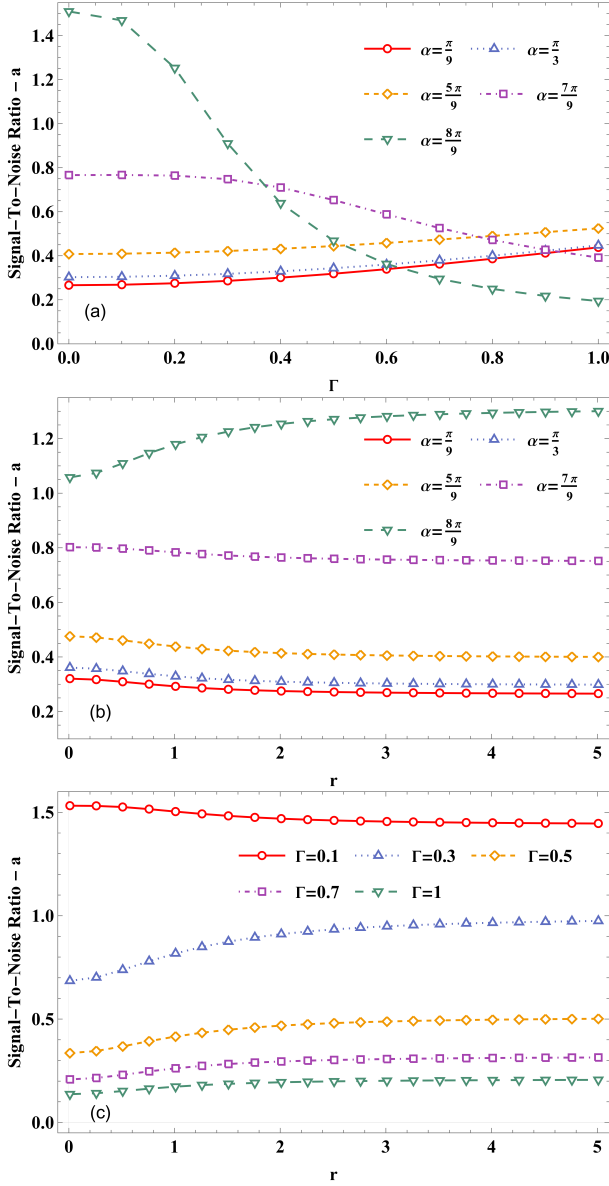 Signal-To-Noise Ratio - a
1.4
1.2
1.0
0.8
0.6
0.4
0.2
0.0
α=π/9 α=π/3
α=5π/9 α=7π/9
α=8π/9
(a)
0.0 0.2 0.4 0.6 0.8 1.0
Γ
Signal-To-Noise Ratio - a
1.2
1.0
0.8
0.6
0.4
0.2
α=π/9 α=π/3
α=5π/9 α=7π/9
α=8π/9
(b)
0 1 2 3 4 5
r
Signal-To-Noise Ratio - a
1.5
1.0
0.5
0.0
Γ=0.1 Γ=0.3 Γ=0.5
Γ=0.7 Γ=1
(c)
0 1 2 3 4 5
r